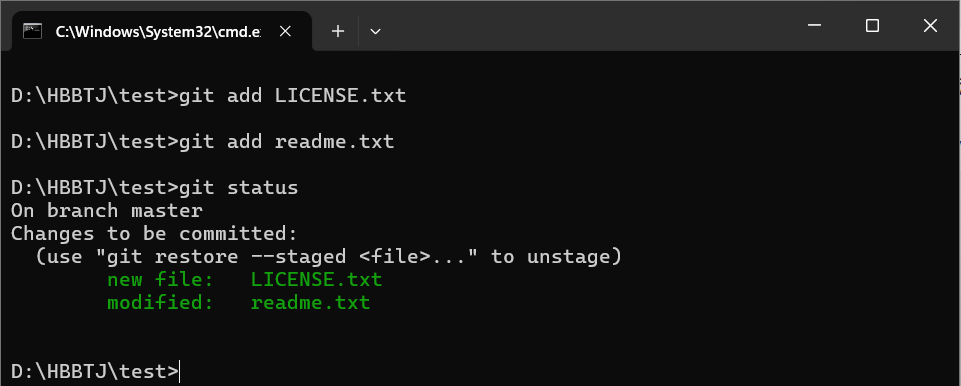 C:\Windows\System32\cmd.e
D:\HBBTJ\test>git add LICENSE.txt
D:\HBBTJ\test>git add readme.txt
D:\HBBTJ\test>git status
On branch master
Changes to be committed:
  (use "git restore --staged <file>..." to unstage)
        new file:   LICENSE.txt
        modified:   readme.txt
D:\HBBTJ\test>